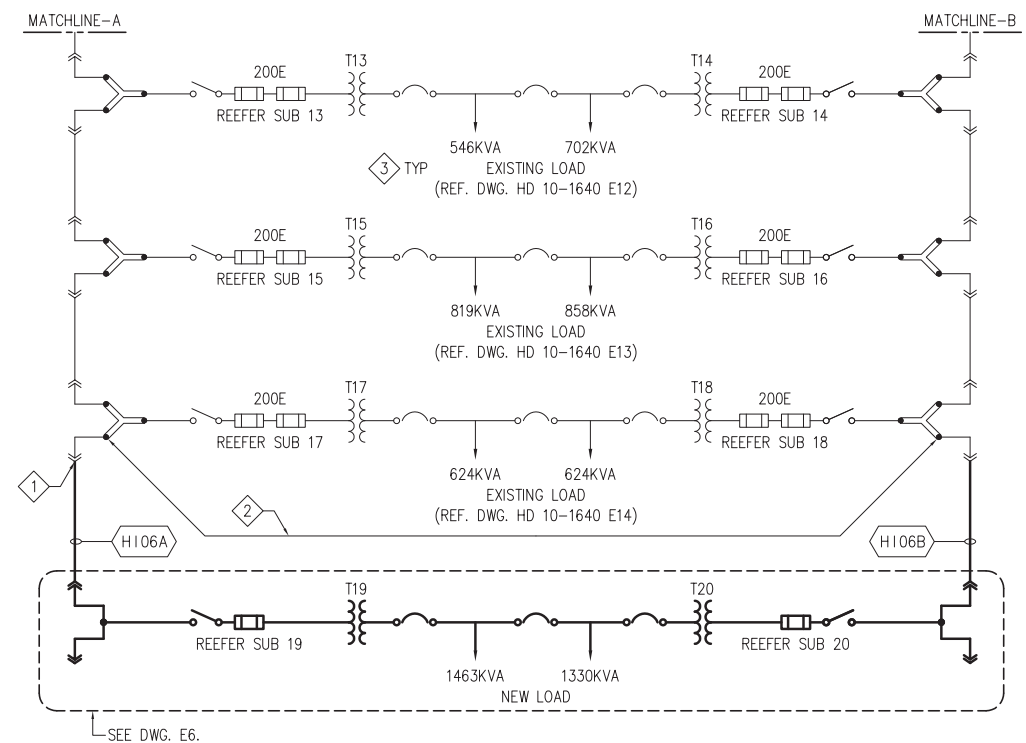 MATCHLINE-A
MATCHLINE-B
T13
T14
200E
200E
REEFER SUB 13
REEFER SUB 14
546KVA
702KVA
3 TYP
EXISTING LOAD
(REF. DWG. HD 10-1640 E12)
T15
T16
200E
200E
REEFER SUB 15
REEFER SUB 16
819KVA
858KVA
EXISTING LOAD
(REF. DWG. HD 10-1640 E13)
T17
T18
200E
200E
REEFER SUB 17
REEFER SUB 18
624KVA
624KVA
1
EXISTING LOAD
2
(REF. DWG. HD 10-1640 E14)
H106A
H106B
T19
T20
REEFER SUB 19
REEFER SUB 20
1463KVA
1330KVA
NEW LOAD
SEE DWG. E6.